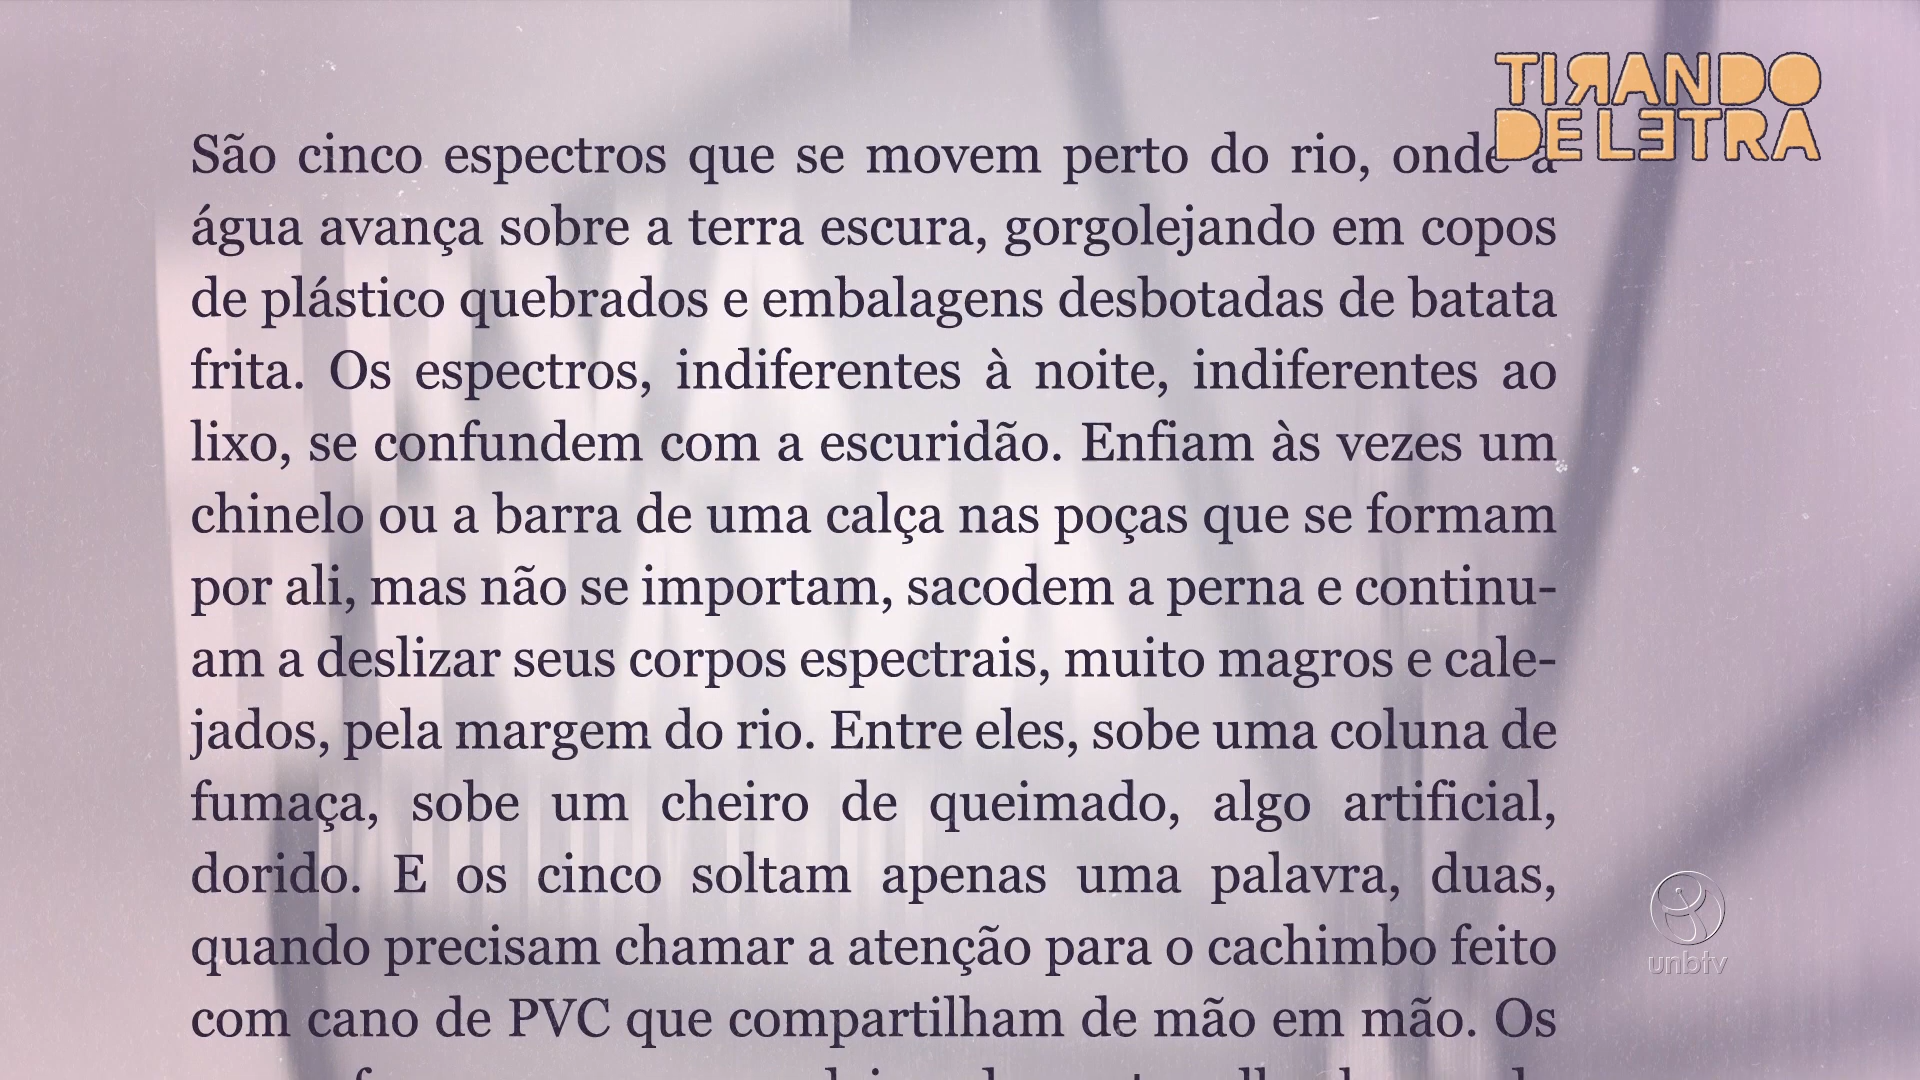 TIRANDO
DE LETRA
São cinco espectros que se movem perto do rio, onde a
água avança sobre a terra escura, gorgolejando em copos
de plástico quebrados e embalagens desbotadas de batata
frita. Os espectros, indiferentes à noite, indiferentes ao
lixo, se confundem com a escuridão. Enfiam às vezes um
chinelo ou a barra de uma calça nas poças que se formam
por ali, mas não se importam, sacodem a perna e continu-
am a deslizar seus corpos espectrais, muito magros e cale-
jados, pela margem do rio. Entre eles, sobe uma coluna de
fumaça, sobe um cheiro de queimado, algo artificial,
dorido. E os cinco soltam apenas uma palavra, duas,
quando precisam chamar a atenção para o cachimbo feito
com cano de PVC que compartilham de mão em mão. Os
unbtv